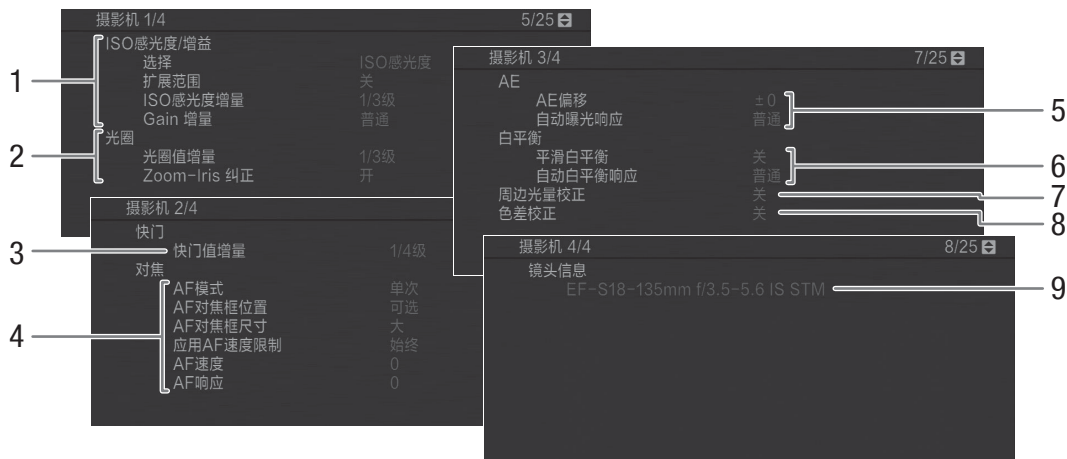 摄影机 1/4 5/25
ISO感光度/增益
选择 ISO感光度
扩展范围 关
ISO感光度增量 1/3级
Gain 增量 普通
光圈
光圈值增量 1/3级
Zoom-Iris 纠正 开
1
2
摄影机 2/4
快门
快门值增量 1/4级
对焦
AF模式 单次
AF对焦框位置 可选
AF对焦框尺寸 大
应用AF速度限制 始终
AF速度 0
AF响应 0
3
4
摄影机 3/4 7/25
AE
AE偏移 ±0
自动曝光响应 普通
白平衡
平滑白平衡 关
自动白平衡响应 普通
周边光量校正 关
色差校正 关
5
6
7
8
摄影机 4/4 8/25
镜头信息
EF-S18-135mm f/3.5-5.6 IS STM
9